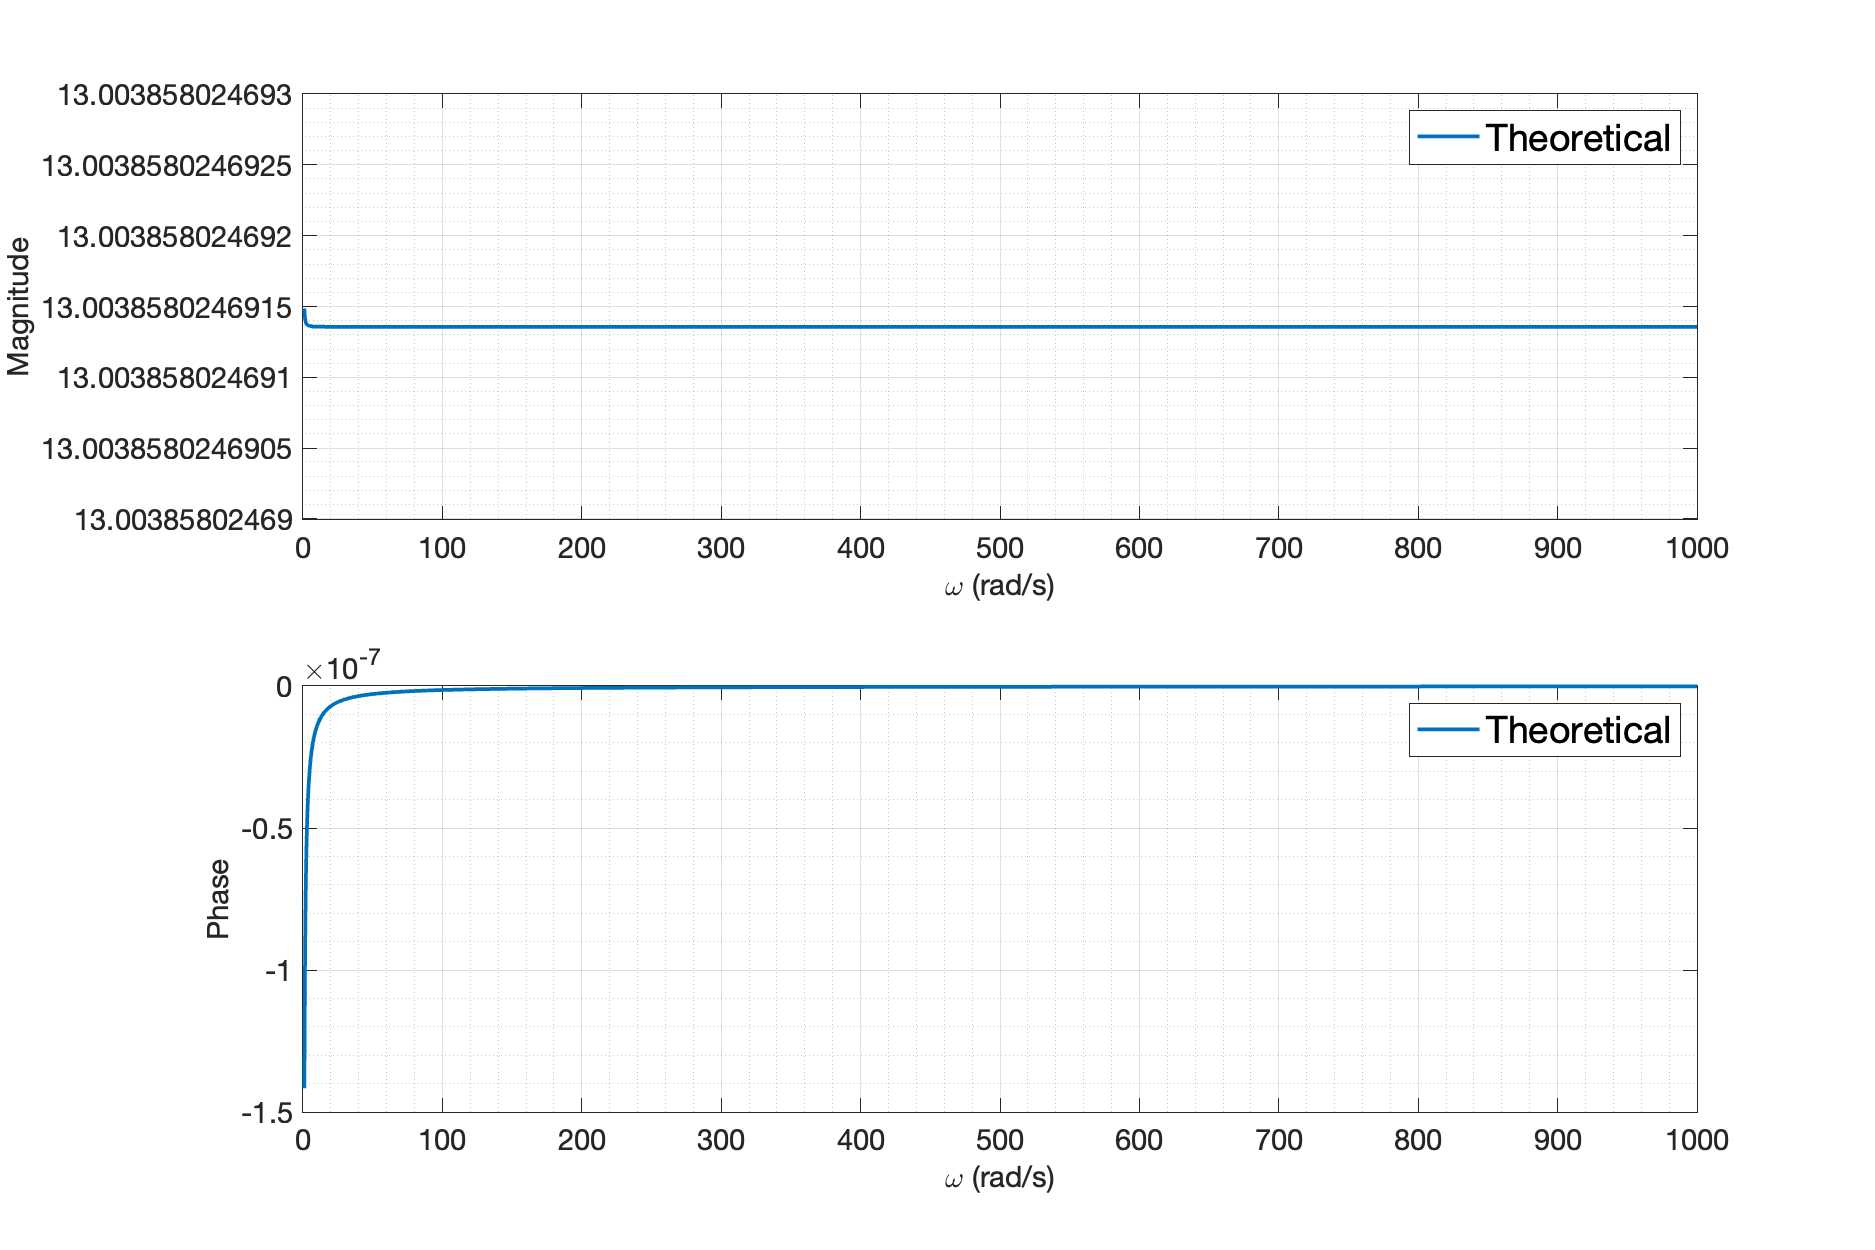 13.003858024693
13.0038580246925
13.003858024692
13.0038580246915
13.003858024691
13.0038580246905
13.00385802469
Magnitude
Theoretical
0 100 200 300 400 500 600 700 800 900 1000
ω (rad/s)
×10-7
0
-0.5
-1
-1.5
Phase
Theoretical
0 100 200 300 400 500 600 700 800 900 1000
ω (rad/s)